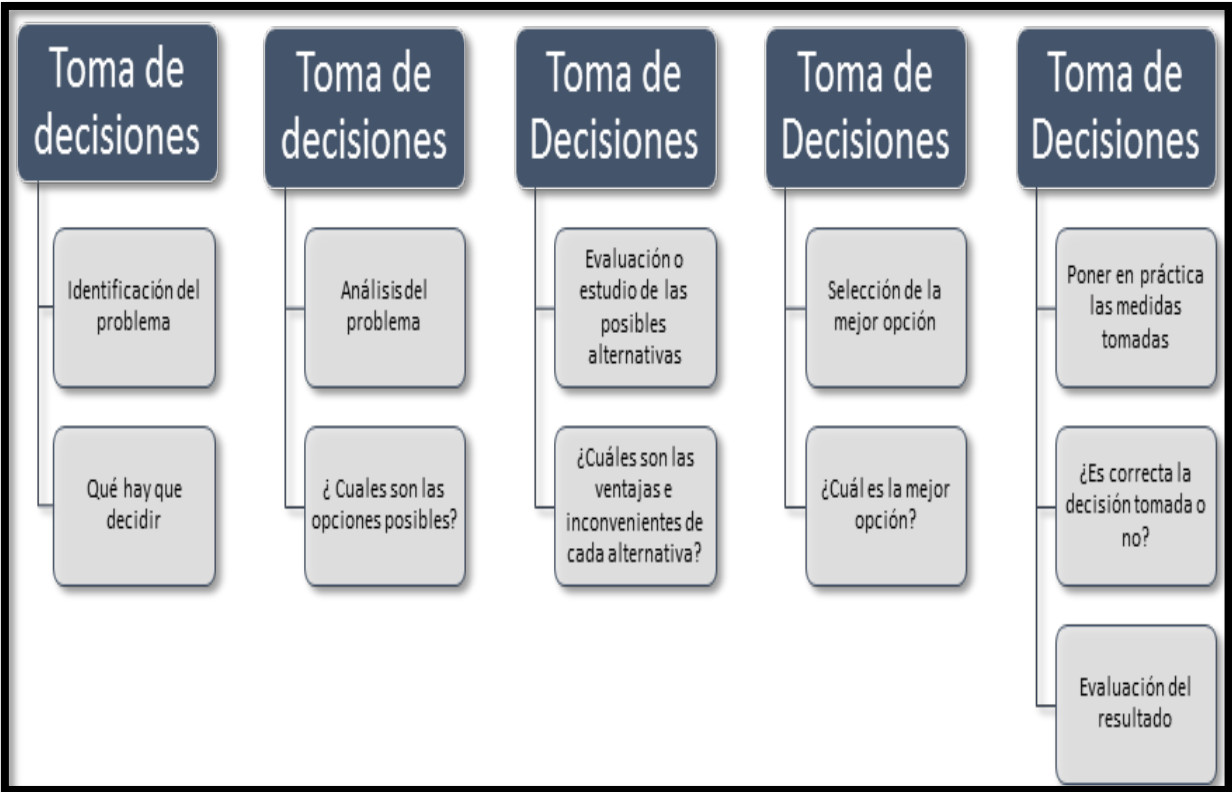 Toma de
decisiones
Identificación del
problema
Qué hay que
decidir
Toma de
decisiones
Análisis del
problema
¿ Cuales son las
opciones posibles?
Toma de
Decisiones
Evaluación o
estudio de las
posibles
alternativas
¿Cuáles son las
ventajas e
inconvenientes de
cada alternativa?
Toma de
Decisiones
Selección de la
mejor opción
¿Cuál es la mejor
opción?
Toma de
Decisiones
Poner en práctica
las medidas
tomadas
¿Es correcta la
decisión tomada o
no?
Evaluación del
resultado